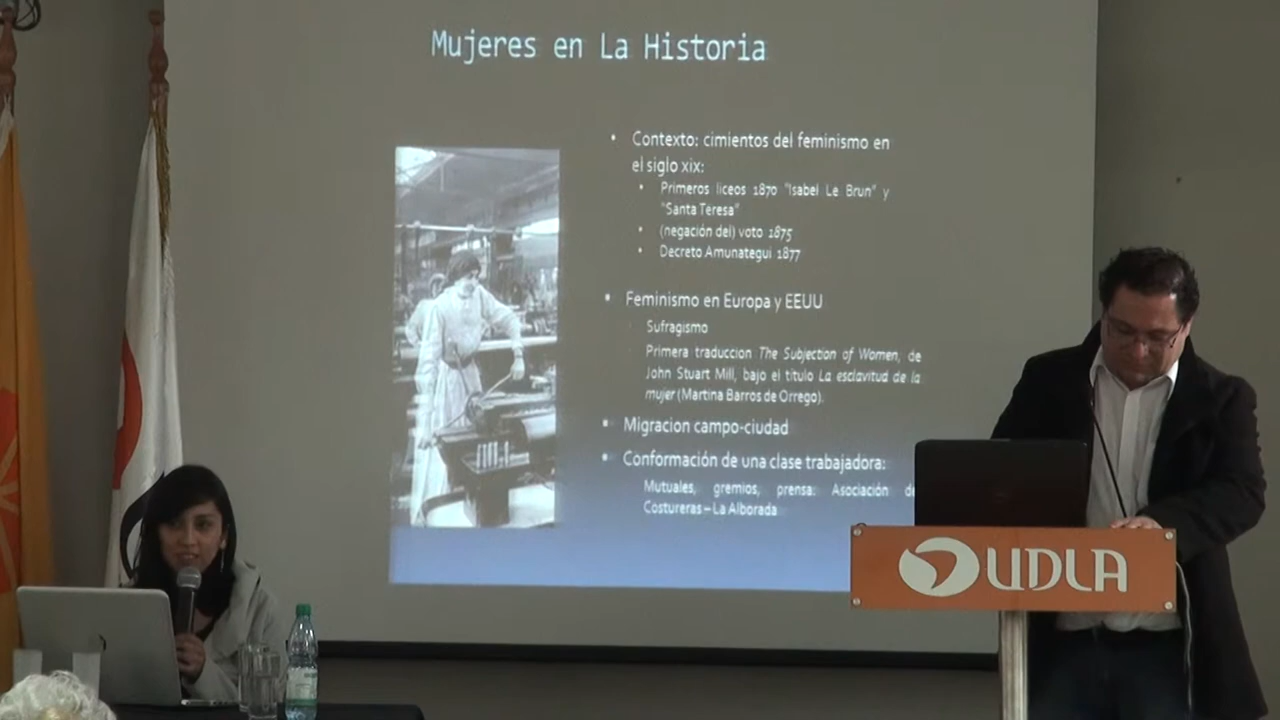 Mujeres en La Historia
Contexto: cimientos del feminismo en
el siglo xix:
Primeros liceos 1870 "Isabel Le Brun" y
"Santa Teresa"
(negación del) voto 1875
Decreto Amunategui 1877
Feminismo en Europa y EEUU
Sufragismo
Primera traduccion The Subjection of Women, de
John Stuart Mill, bajo el título La esclavitud de la
mujer (Martina Barros de Orrego).
Migracion campo-ciudad
Conformación de una clase trabajadora:
Mutuales, gremios, prensa: Asociación de
Costureras – La Alborada
UDLA